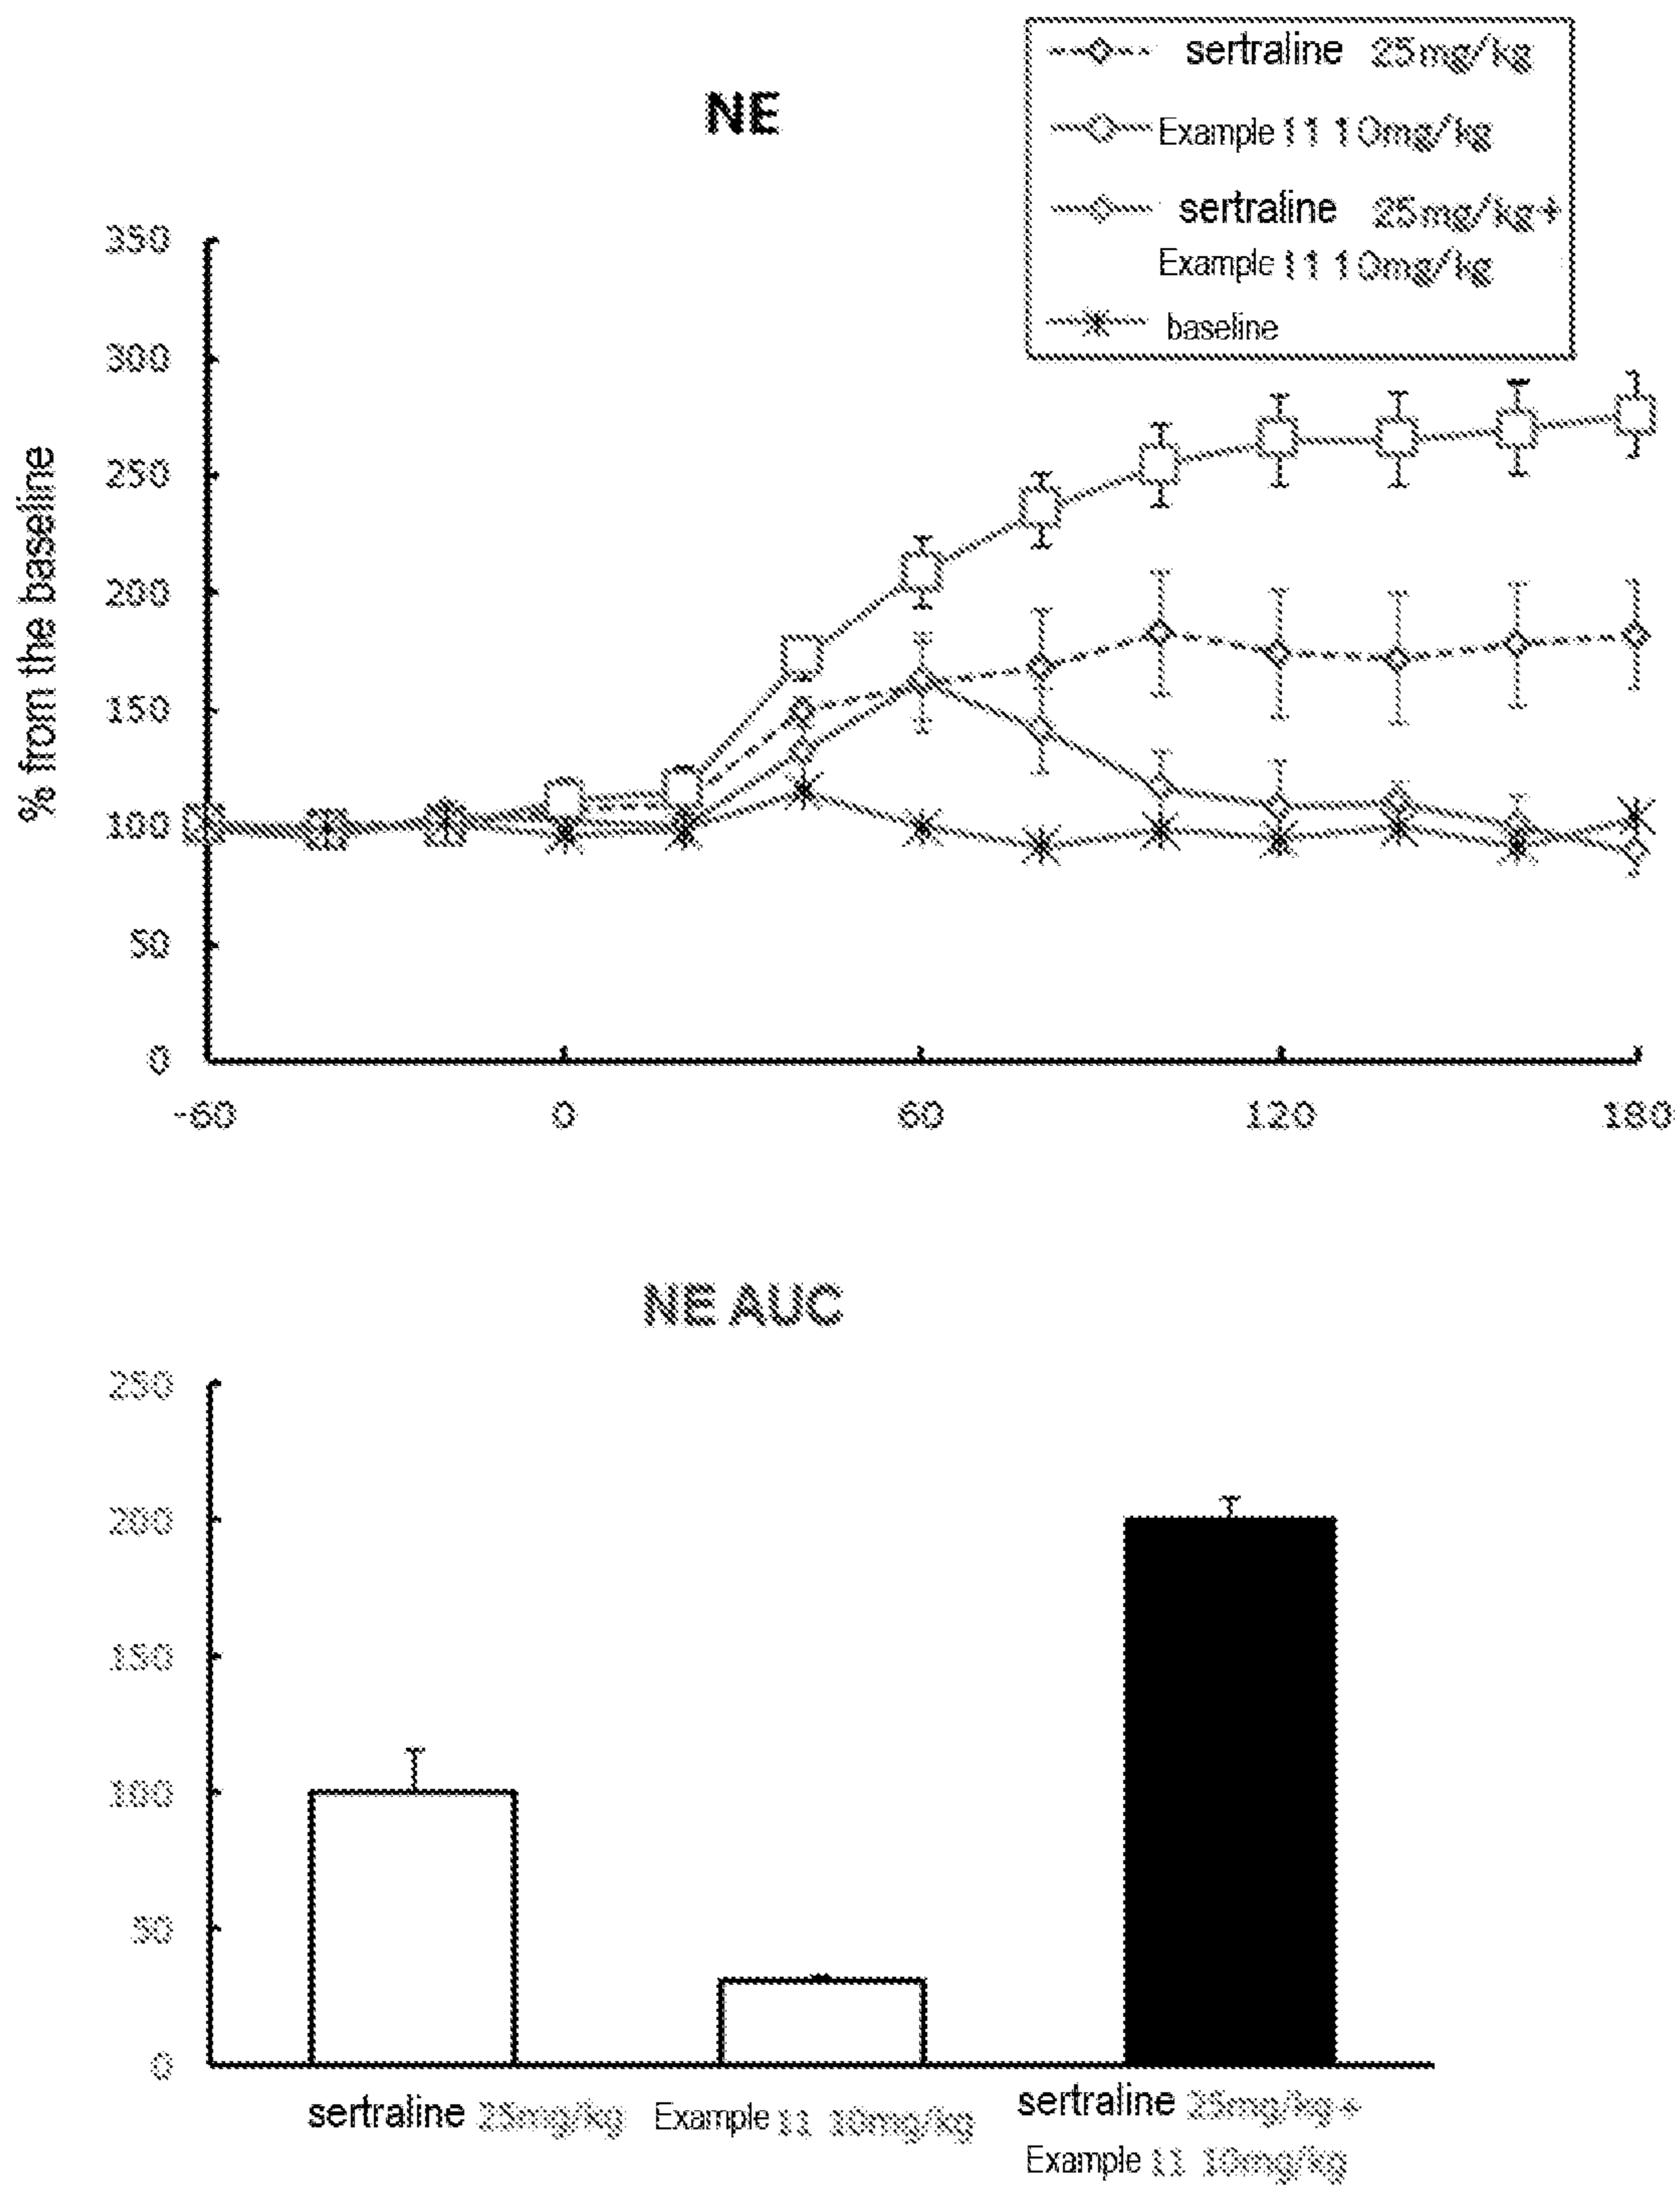 NE
sertraline 25mg/kg
Example 11 10mg/kg
sertraline 25mg/kg+
Example 11 10mg/kg
baseline
% from the baseline
350
300
250
200
150
100
50
0
-60 0 60 120 180
NE AUC
250
200
150
100
50
0
sertraline 25mg/kg Example 11 10mg/kg sertraline 25mg/kg+
Example 11 10mg/kg